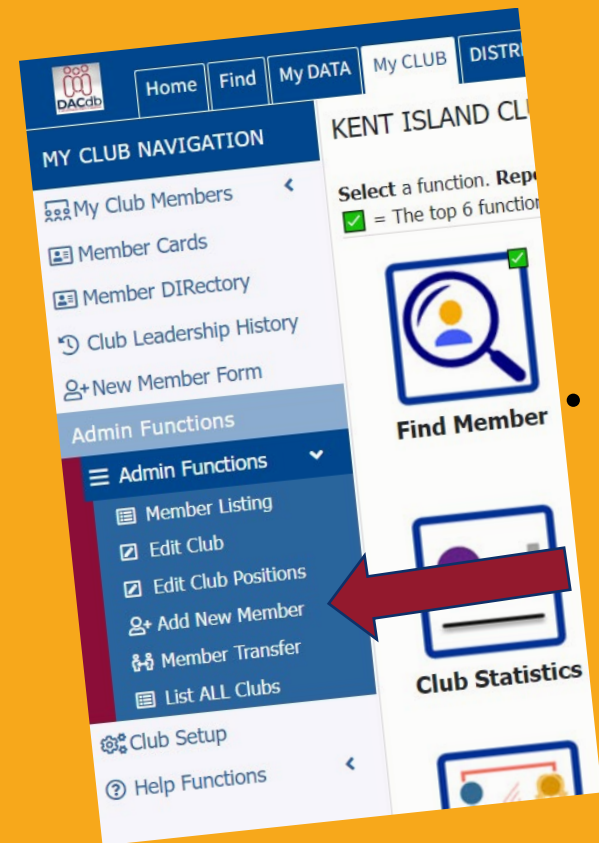 DACdb
Home
Find
My DATA
My CLUB
MY CLUB NAVIGATION
My Club Members
Member Cards
Member DIRectory
Club Leadership History
New Member Form
Admin Functions
Admin Functions
Member Listing
Edit Club
Edit Club Positions
Add New Member
Member Transfer
List ALL Clubs
Club Setup
Help Functions
KENT ISLAND
Select a function.
= The top 6
Find Member
Club Statistics